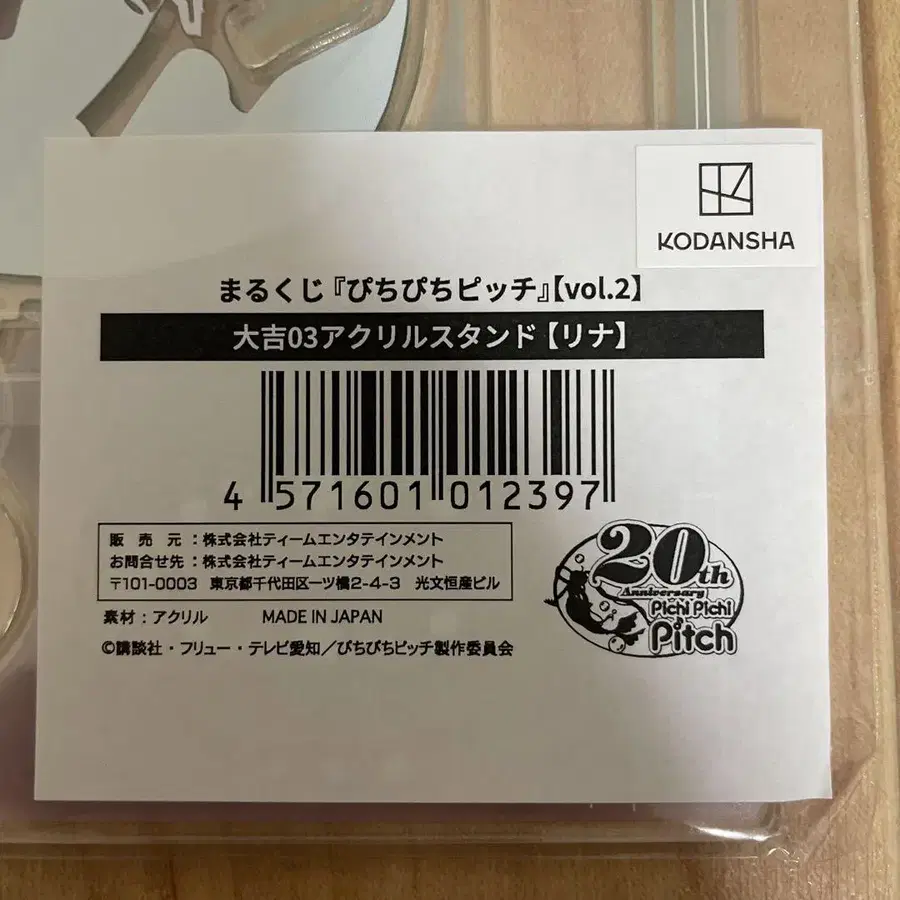 KODANSHA
まるくじ『ぴちぴちピッチ』【vol.2】
大吉03アクリルスタンド【リナ】
4 571601 012397
販売元:株式会社ティームエンタテインメント
お問合せ先:株式会社ティームエンタテインメント
〒101-0003 東京都千代田区一ツ橋2-4-3 光文恒産ビル
素材:アクリル MADE IN JAPAN
©講談社・フリュー・テレビ愛知/ぴちぴちピッチ製作委員会
20th
Anniversary
Pichi Pichi
Pitch